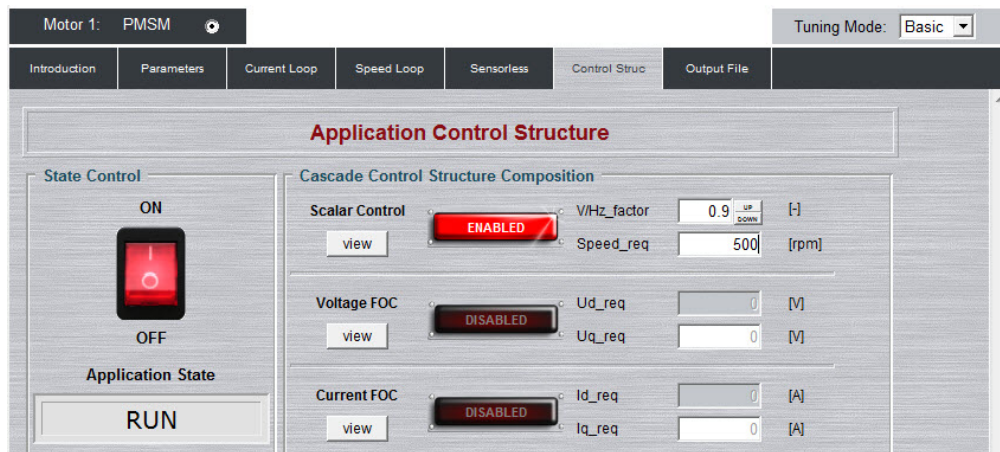 Motor 1: PMSM Tuning Mode: Basic
Introduction Parameters Current Loop Speed Loop Sensorless Control Struc Output File
Application Control Structure
State Control
ON
OFF
Application State
RUN
Cascade Control Structure Composition
Scalar Control ENABLED V/Hz_factor 0.9 UP DOWN [-]
view Speed_req 500 [rpm]
Voltage FOC DISABLED Ud_req 0 [V]
view Uq_req 0 [V]
Current FOC DISABLED Id_req 0 [A]
view Iq_req 0 [A]